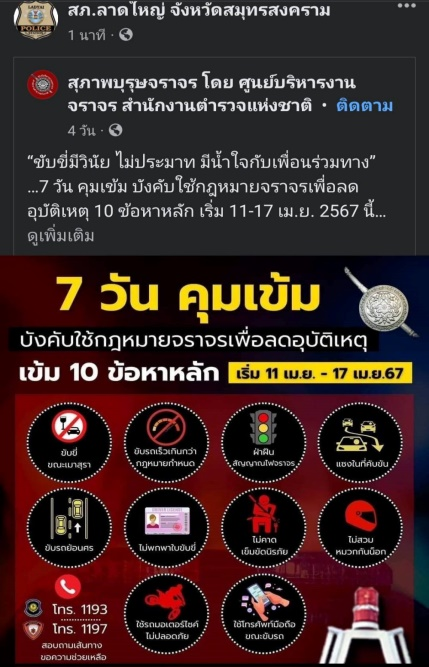 สภ.ลาดใหญ่ จังหวัดสมุทรสงคราม
1 นาที ·
สุภาพบุรุษจราจร โดย ศูนย์บริหารงาน
จราจร สำนักงานตำรวจแห่งชาติ · ติดตาม
4 วัน ·
“ขับขี่มีวินัย ไม่ประมาท มีน้ำใจกับเพื่อนร่วมทาง”
...7 วัน คุมเข้ม บังคับใช้กฎหมายจราจรเพื่อลด
อุบัติเหตุ 10 ข้อหาหลัก เริ่ม 11-17 เม.ย. 2567 นี้...
ดูเพิ่มเติม
7 วัน คุมเข้ม
บังคับใช้กฎหมายจราจรเพื่อลดอุบัติเหตุ
เข้ม 10 ข้อหาหลัก เริ่ม 11 เม.ย. - 17 เม.ย.67
ขับขี่
ขณะเมาสุรา
ขับรถเร็วเกินกว่า
กฎหมายกำหนด
ฝ่าฝืน
สัญญาณไฟจราจร
แซงในที่คับขัน
ขับรถย้อนศร
ไม่พกพาใบขับขี่
ไม่คาด
เข็มขัดนิรภัย
ไม่สวม
หมวกกันน็อก
โทร. 1193
โทร. 1197
สอบถามเส้นทาง
ขอความช่วยเหลือ
ใช้รถมอเตอร์ไซค์
ไม่ปลอดภัย
ใช้โทรศัพท์มือถือ
ขณะขับรถ